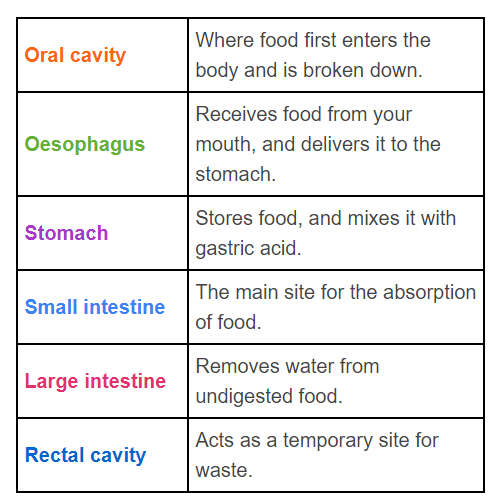 Oral cavity
Where food first enters the
body and is broken down.
Oesophagus
Receives food from your
mouth, and delivers it to the
stomach.
Stomach
Stores food, and mixes it with
gastric acid.
Small intestine
The main site for the absorption
of food.
Large intestine
Removes water from
undigested food.
Rectal cavity
Acts as a temporary site for
waste.